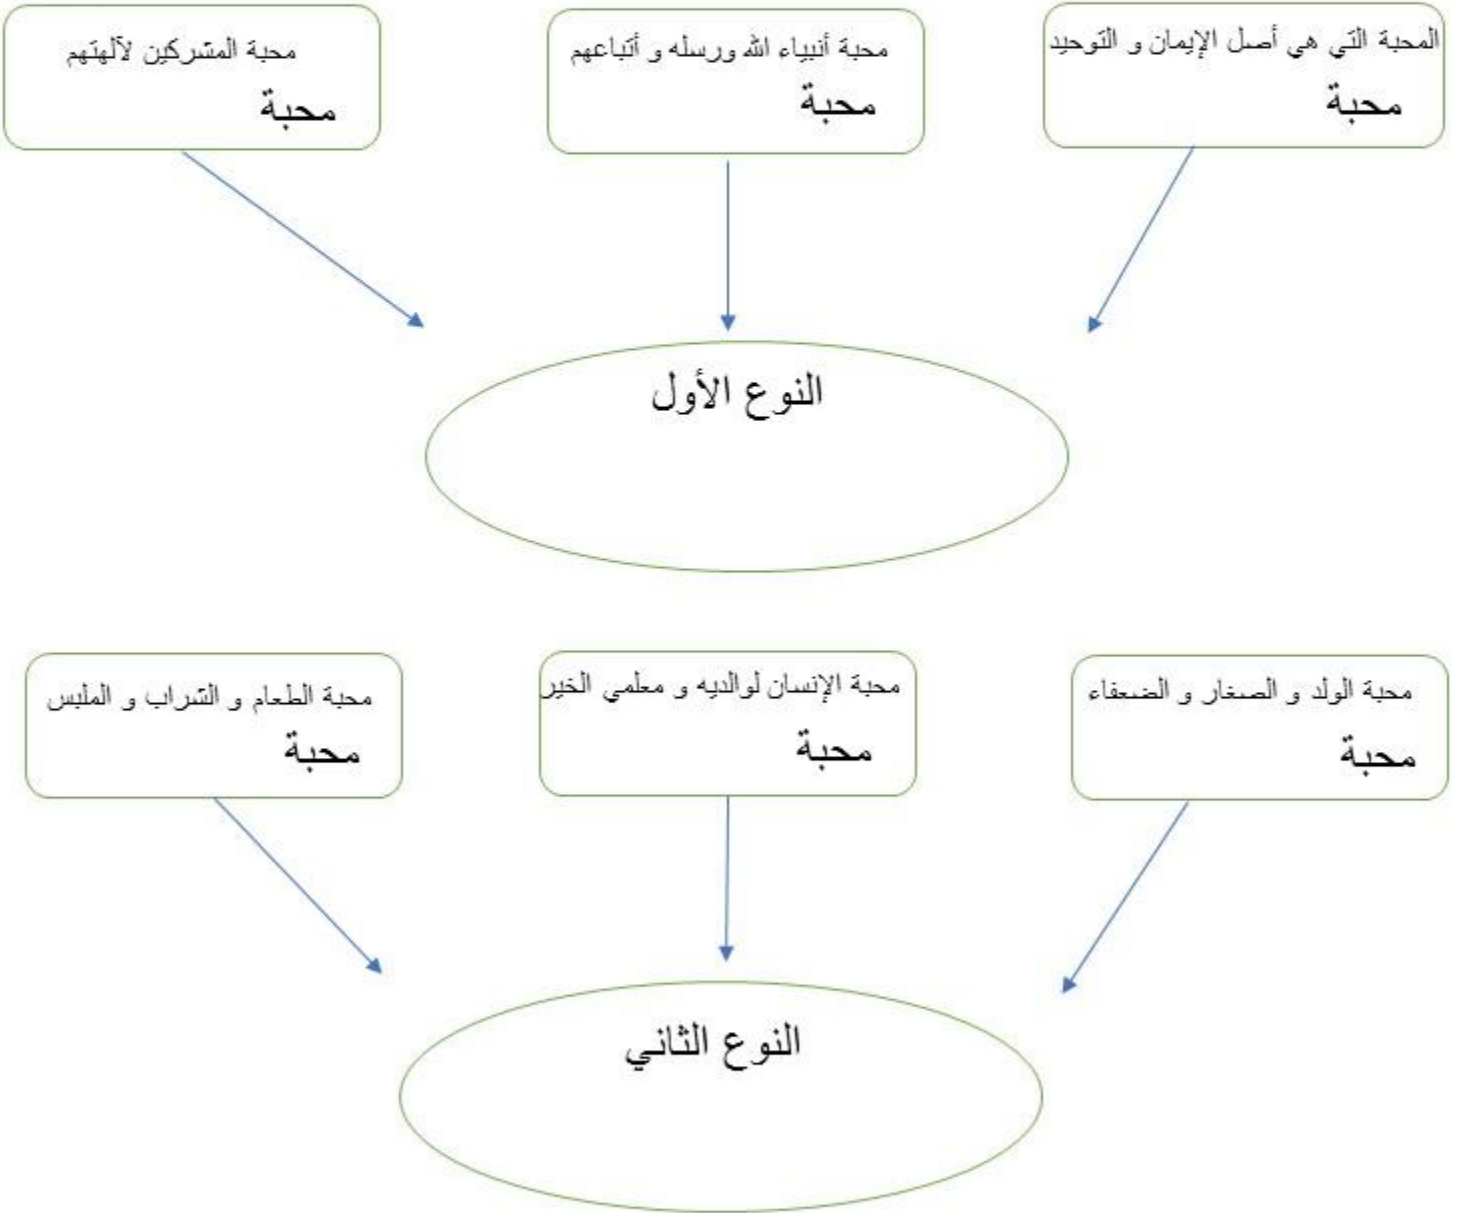 المحبة التي هي أصل الإيمان و التوحيد
محبة
محبة أنبياء الله ورسله و أتباعهم
محبة
محبة المشركين لآلهتهم
محبة
النوع الأول
محبة الولد و الصغار و الضعفاء
محبة
محبة الإنسان لوالديه و معلمي الخير
محبة
محبة الطعام و الشراب و الملبس
محبة
النوع الثاني